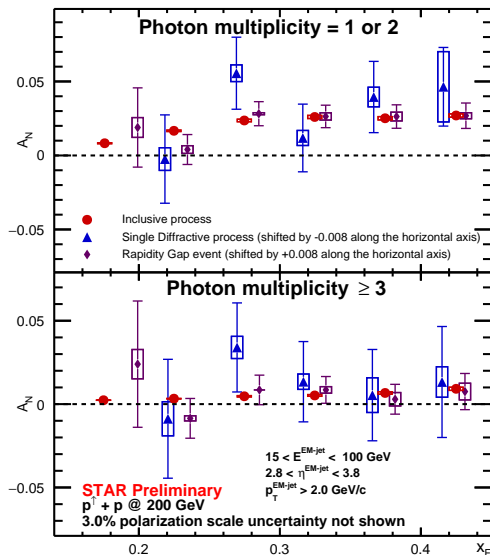 Photon multiplicity = 1 or 2
A_N
0.05
0
−0.05
Inclusive process
Single Diffractive process (shifted by -0.008 along the horizontal axis)
Rapidity Gap event (shifted by +0.008 along the horizontal axis)
Photon multiplicity ≥ 3
A_N
0.05
0
−0.05
15 < E^EM-jet < 100 GeV
2.8 < η^EM-jet < 3.8
p_T^EM-jet > 2.0 GeV/c
STAR Preliminary
p^↑ + p @ 200 GeV
3.0% polarization scale uncertainty not shown
0.2 0.3 0.4 x_F